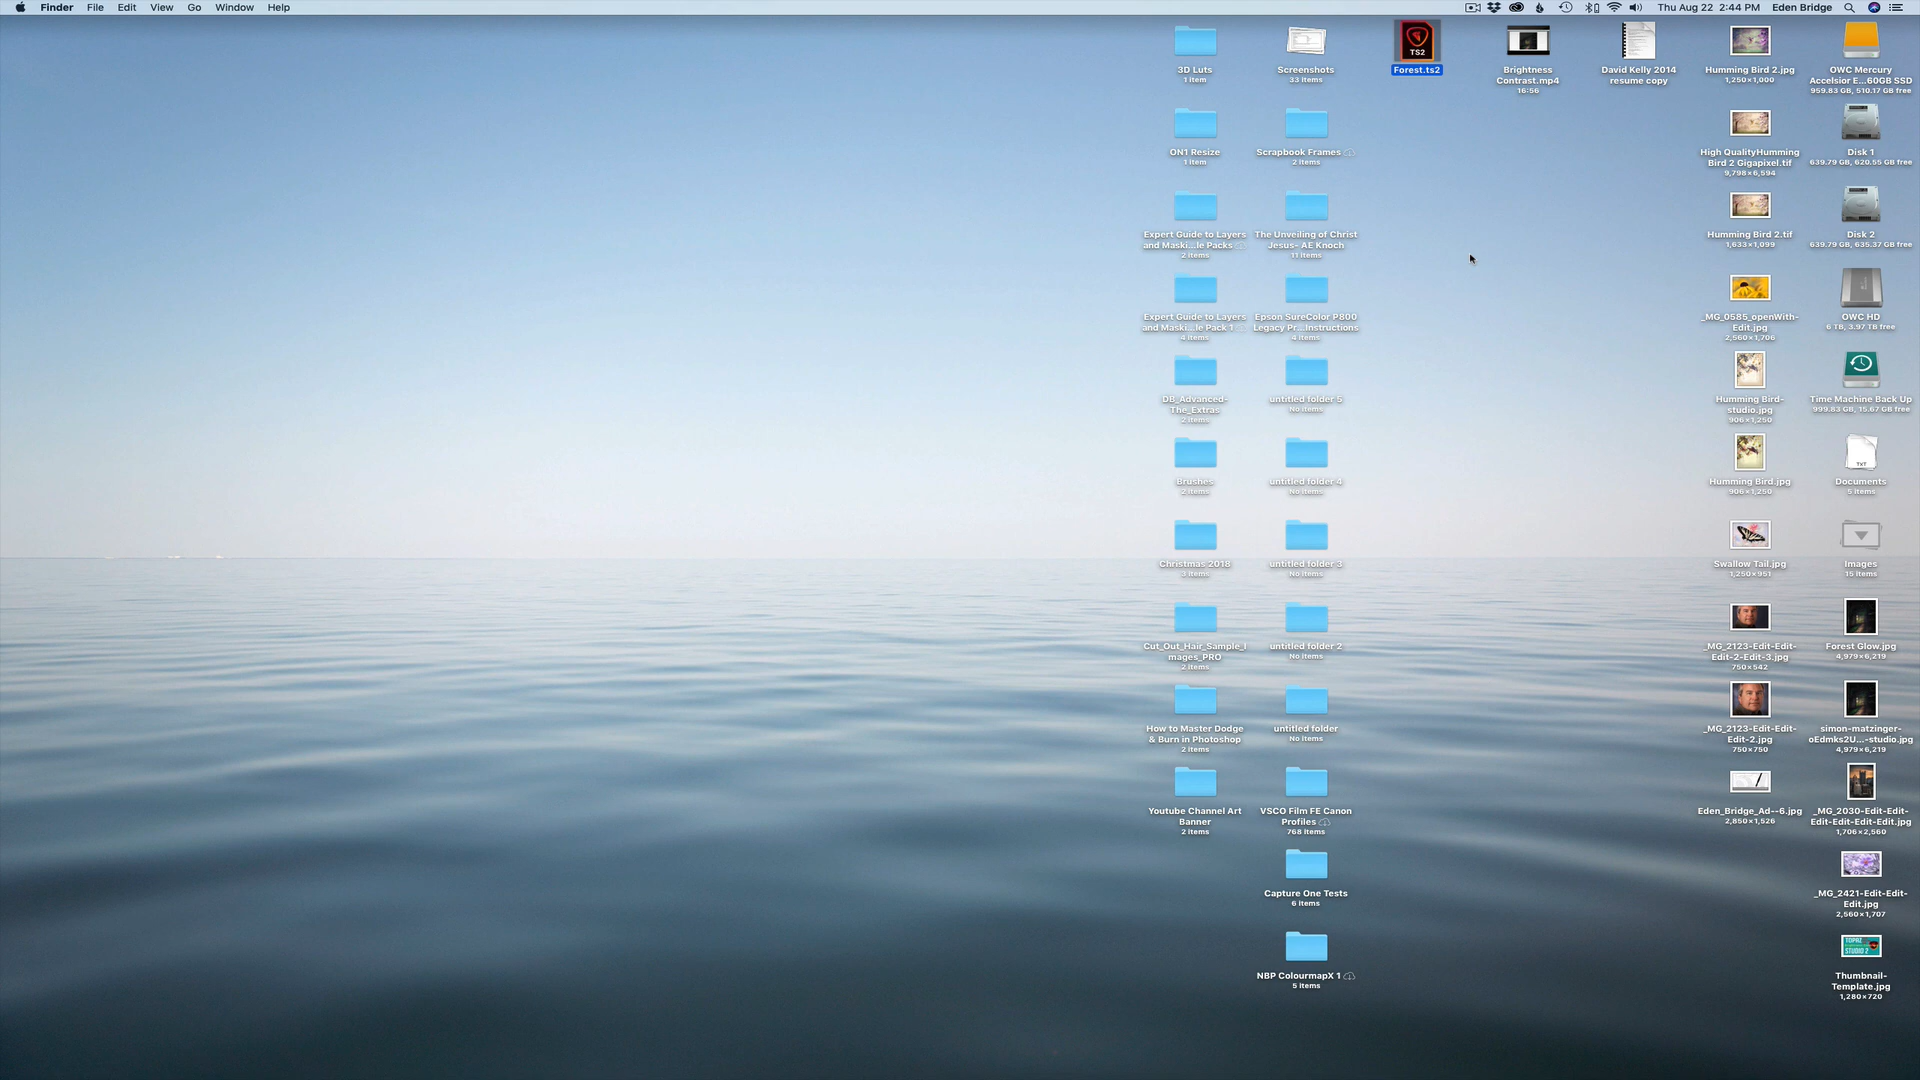 Finder File Edit View Go Window Help
Thu Aug 22 2:44 PM Eden Bridge
3D Luts
1 item
Screenshots
33 items
TS2
Forest.ts2
Brightness
Contrast.mp4
16:56
David Kelly 2014
resume copy
Humming Bird 2.jpg
1,250×1,000
OWC Mercury
Accelsior E...60GB SSD
959.83 GB, 510.17 GB free
ON1 Resize
1 item
Scrapbook Frames
2 items
High QualityHumming
Bird 2 Gigapixel.tif
9,798×6,594
Disk 1
639.79 GB, 620.55 GB free
Expert Guide to Layers
and Maski...le Packs
2 items
The Unveiling of Christ
Jesus- AE Knoch
11 items
Humming Bird 2.tif
1,633×1,099
Disk 2
639.79 GB, 635.37 GB free
Expert Guide to Layers
and Maski...le Pack 1
4 items
Epson SureColor P800
Legacy Pr...Instructions
4 items
_MG_0585_openWith-
Edit.jpg
2,560×1,706
OWC HD
6 TB, 3.97 TB free
DB_Advanced-
The_Extras
2 items
untitled folder 5
No items
Humming Bird-
studio.jpg
906×1,250
Time Machine Back Up
999.83 GB, 15.67 GB free
Brushes
2 items
untitled folder 4
No items
Humming Bird.jpg
906×1,250
TXT
Documents
5 items
Christmas 2018
3 items
untitled folder 3
No items
Swallow Tail.jpg
1,250×951
Images
15 items
Cut_Out_Hair_Sample_I
mages_PRO
2 items
untitled folder 2
No items
_MG_2123-Edit-Edit-
Edit-2-Edit-3.jpg
750×542
Forest Glow.jpg
4,979×6,219
How to Master Dodge
& Burn in Photoshop
2 items
untitled folder
No items
_MG_2123-Edit-Edit-
Edit-2.jpg
750×750
simon-matzinger-
oEdmks2U...-studio.jpg
4,979×6,219
Youtube Channel Art
Banner
2 items
VSCO Film FE Canon
Profiles
768 items
Eden_Bridge_Ad--6.jpg
2,850×1,526
_MG_2030-Edit-Edit-
Edit-Edit-Edit-Edit.jpg
1,706×2,560
Capture One Tests
6 items
_MG_2421-Edit-Edit-
Edit.jpg
2,560×1,707
NBP ColourmapX 1
5 items
TOPAZ
STUDIO 2
Thumbnail-
Template.jpg
1,280×720